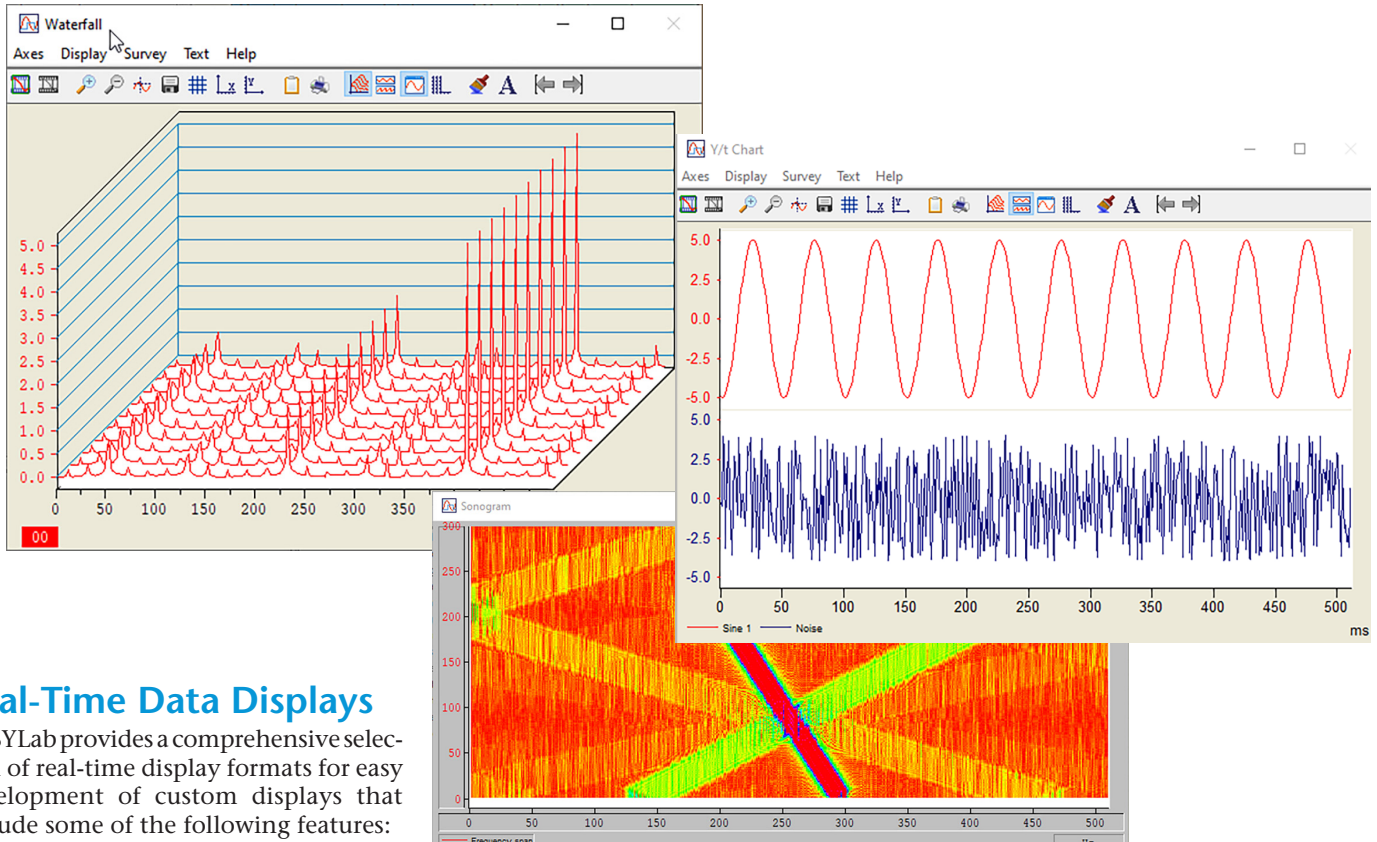 Waterfall
Axes Display Survey Text Help
5.0
4.5
4.0
3.5
3.0
2.5
2.0
1.5
1.0
0.5
0.0
0 50 100 150 200 250 300 350
00
Y/t Chart
Axes Display Survey Text Help
5.0
2.5
0.0
-2.5
-5.0
5.0
2.5
0.0
-2.5
-5.0
0 50 100 150 200 250 300 350 400 450 500
ms
Sine 1 Noise
Sonogram
300
250
200
150
100
50
0
0 50 100 150 200 250 300 350 400 450 500
Frequency span
al-Time Data Displays
SYLab provides a comprehensive selec-
of real-time display formats for easy
elopment of custom displays that
ude some of the following features: